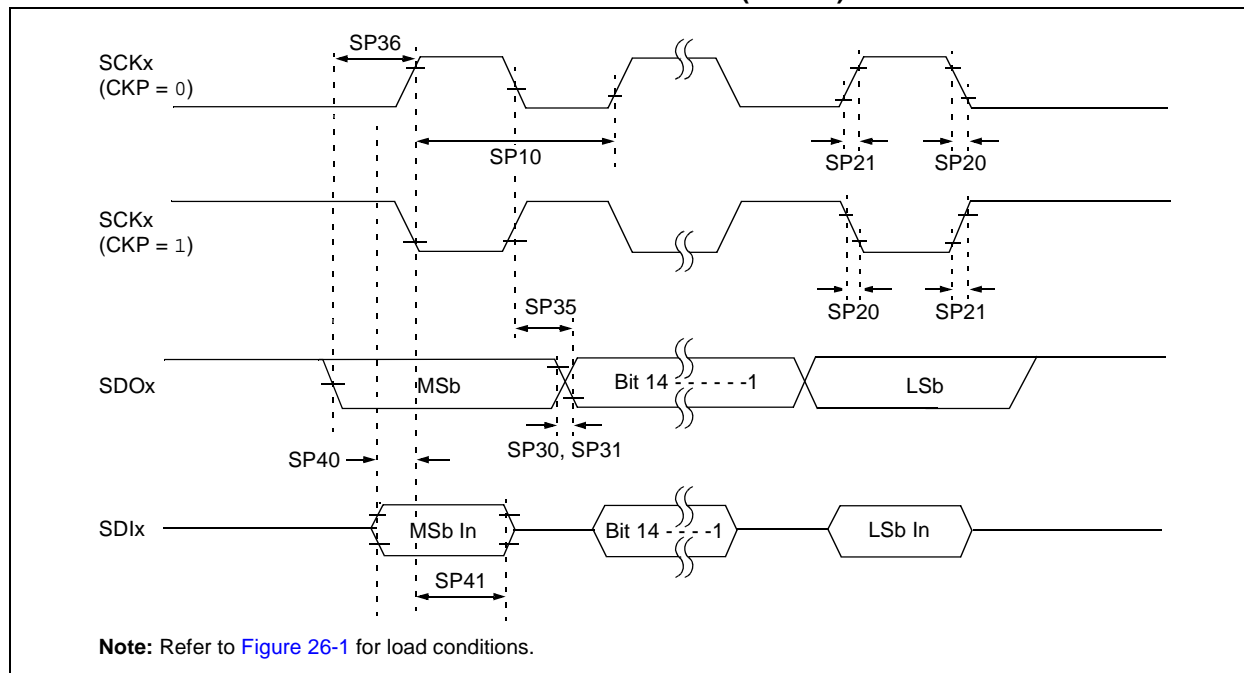 SP36
SCKx
(CKP = 0)
SP10
SP21
SP20
SCKx
(CKP = 1)
SP35
SP20
SP21
SDOx
MSb
Bit 14 - - - - - -1
LSb
SP40
SP30, SP31
SDIx
MSb In
Bit 14 - - - -1
LSb In
SP41
Note: Refer to Figure 26-1 for load conditions.